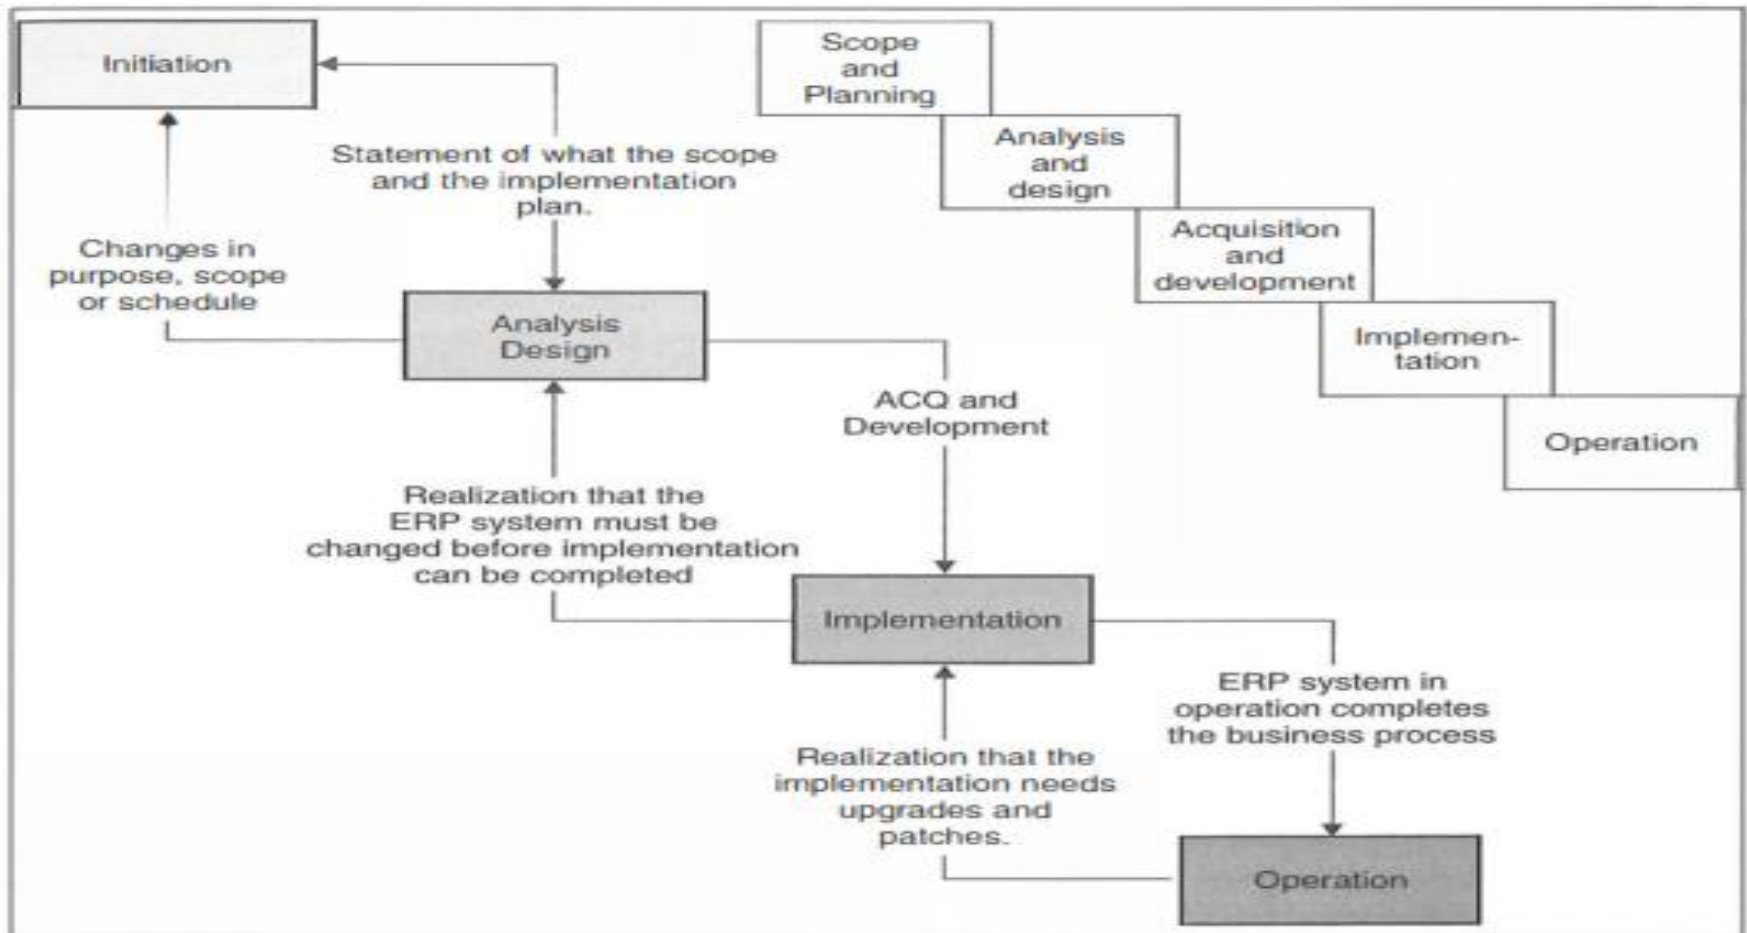 Initiation
Statement of what the scope
and the implementation
plan.
Changes in
purpose, scope
or schedule
Analysis
Design
ACQ and
Development
Realization that the
ERP system must be
changed before implementation
can be completed
Implementation
ERP system in
operation completes
the business process
Realization that the
implementation needs
upgrades and
patches.
Operation
Scope
and
Planning
Analysis
and
design
Acquisition
and
development
Implemen-
tation
Operation